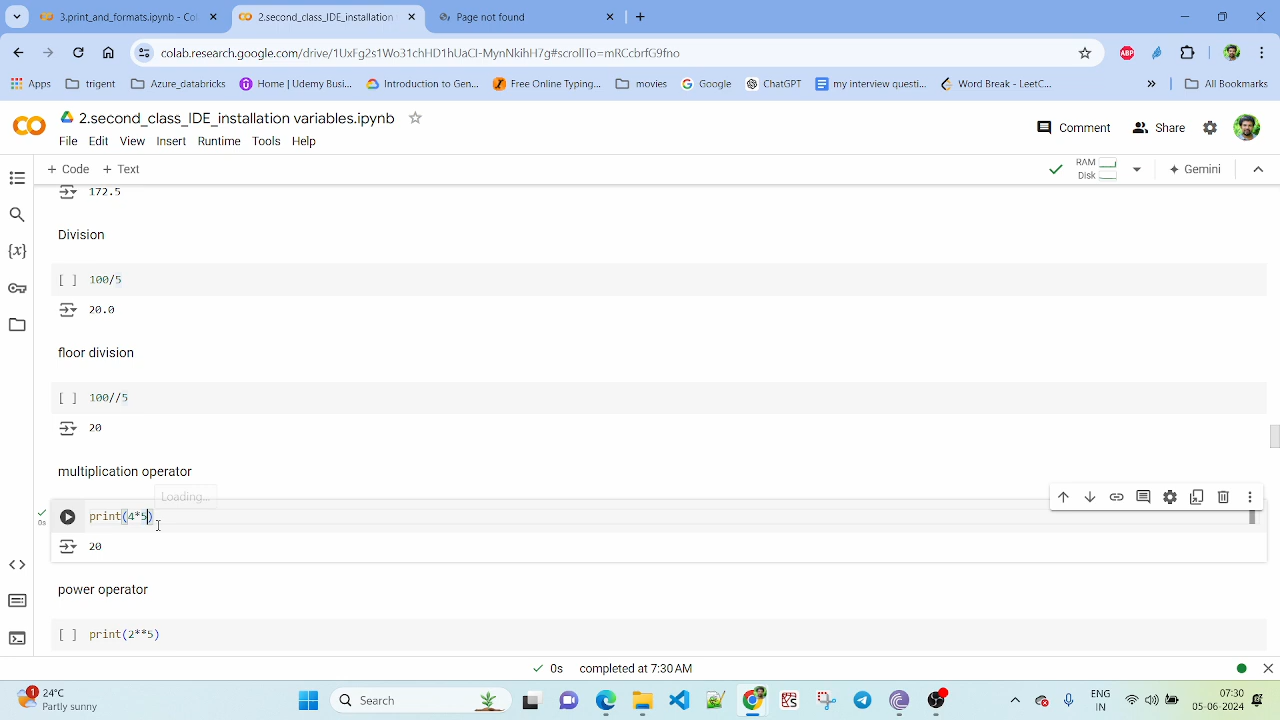 3.print_and_formats.ipynb - Col
2.second_class_IDE_installation
Page not found
colab.research.google.com/drive/1UxFg2s1Wo31chHD1hUaCI-MynNkihH7g#scrollTo=mRCcbrfG9fno
ABP
Apps
trigent
Azure_databricks
Home | Udemy Busi...
Introduction to Gen...
Free Online Typing...
movies
Google
ChatGPT
my interview questi...
Word Break - LeetC...
All Bookmarks
2.second_class_IDE_installation variables.ipynb
File Edit View Insert Runtime Tools Help
Comment
Share
+ Code + Text
RAM
Disk
Gemini
172.5
Division
[ ] 100/5
20.0
floor division
[ ] 100//5
20
multiplication operator
Loading...
0s
print(4*5)
20
power operator
[ ] print(2**5)
0s completed at 7:30 AM
1
24°C
Partly sunny
Search
ENG
IN
07:30
05-06-2024